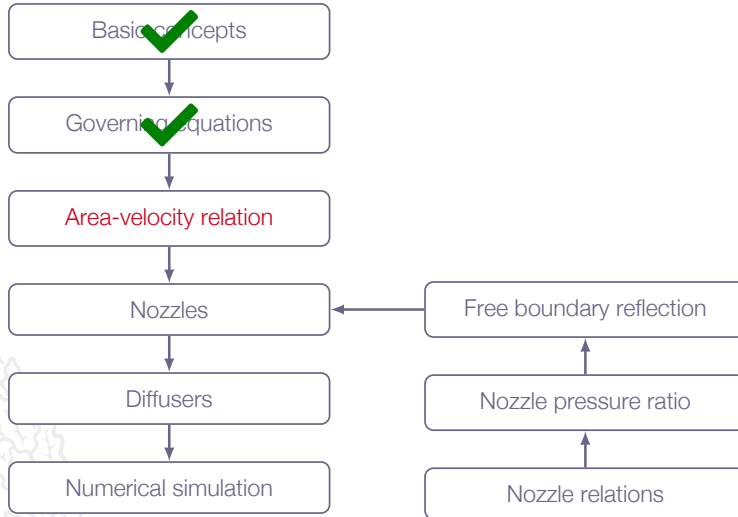 Basic concepts
Governing equations
Area-velocity relation
Nozzles
Diffusers
Numerical simulation
Free boundary reflection
Nozzle pressure ratio
Nozzle relations